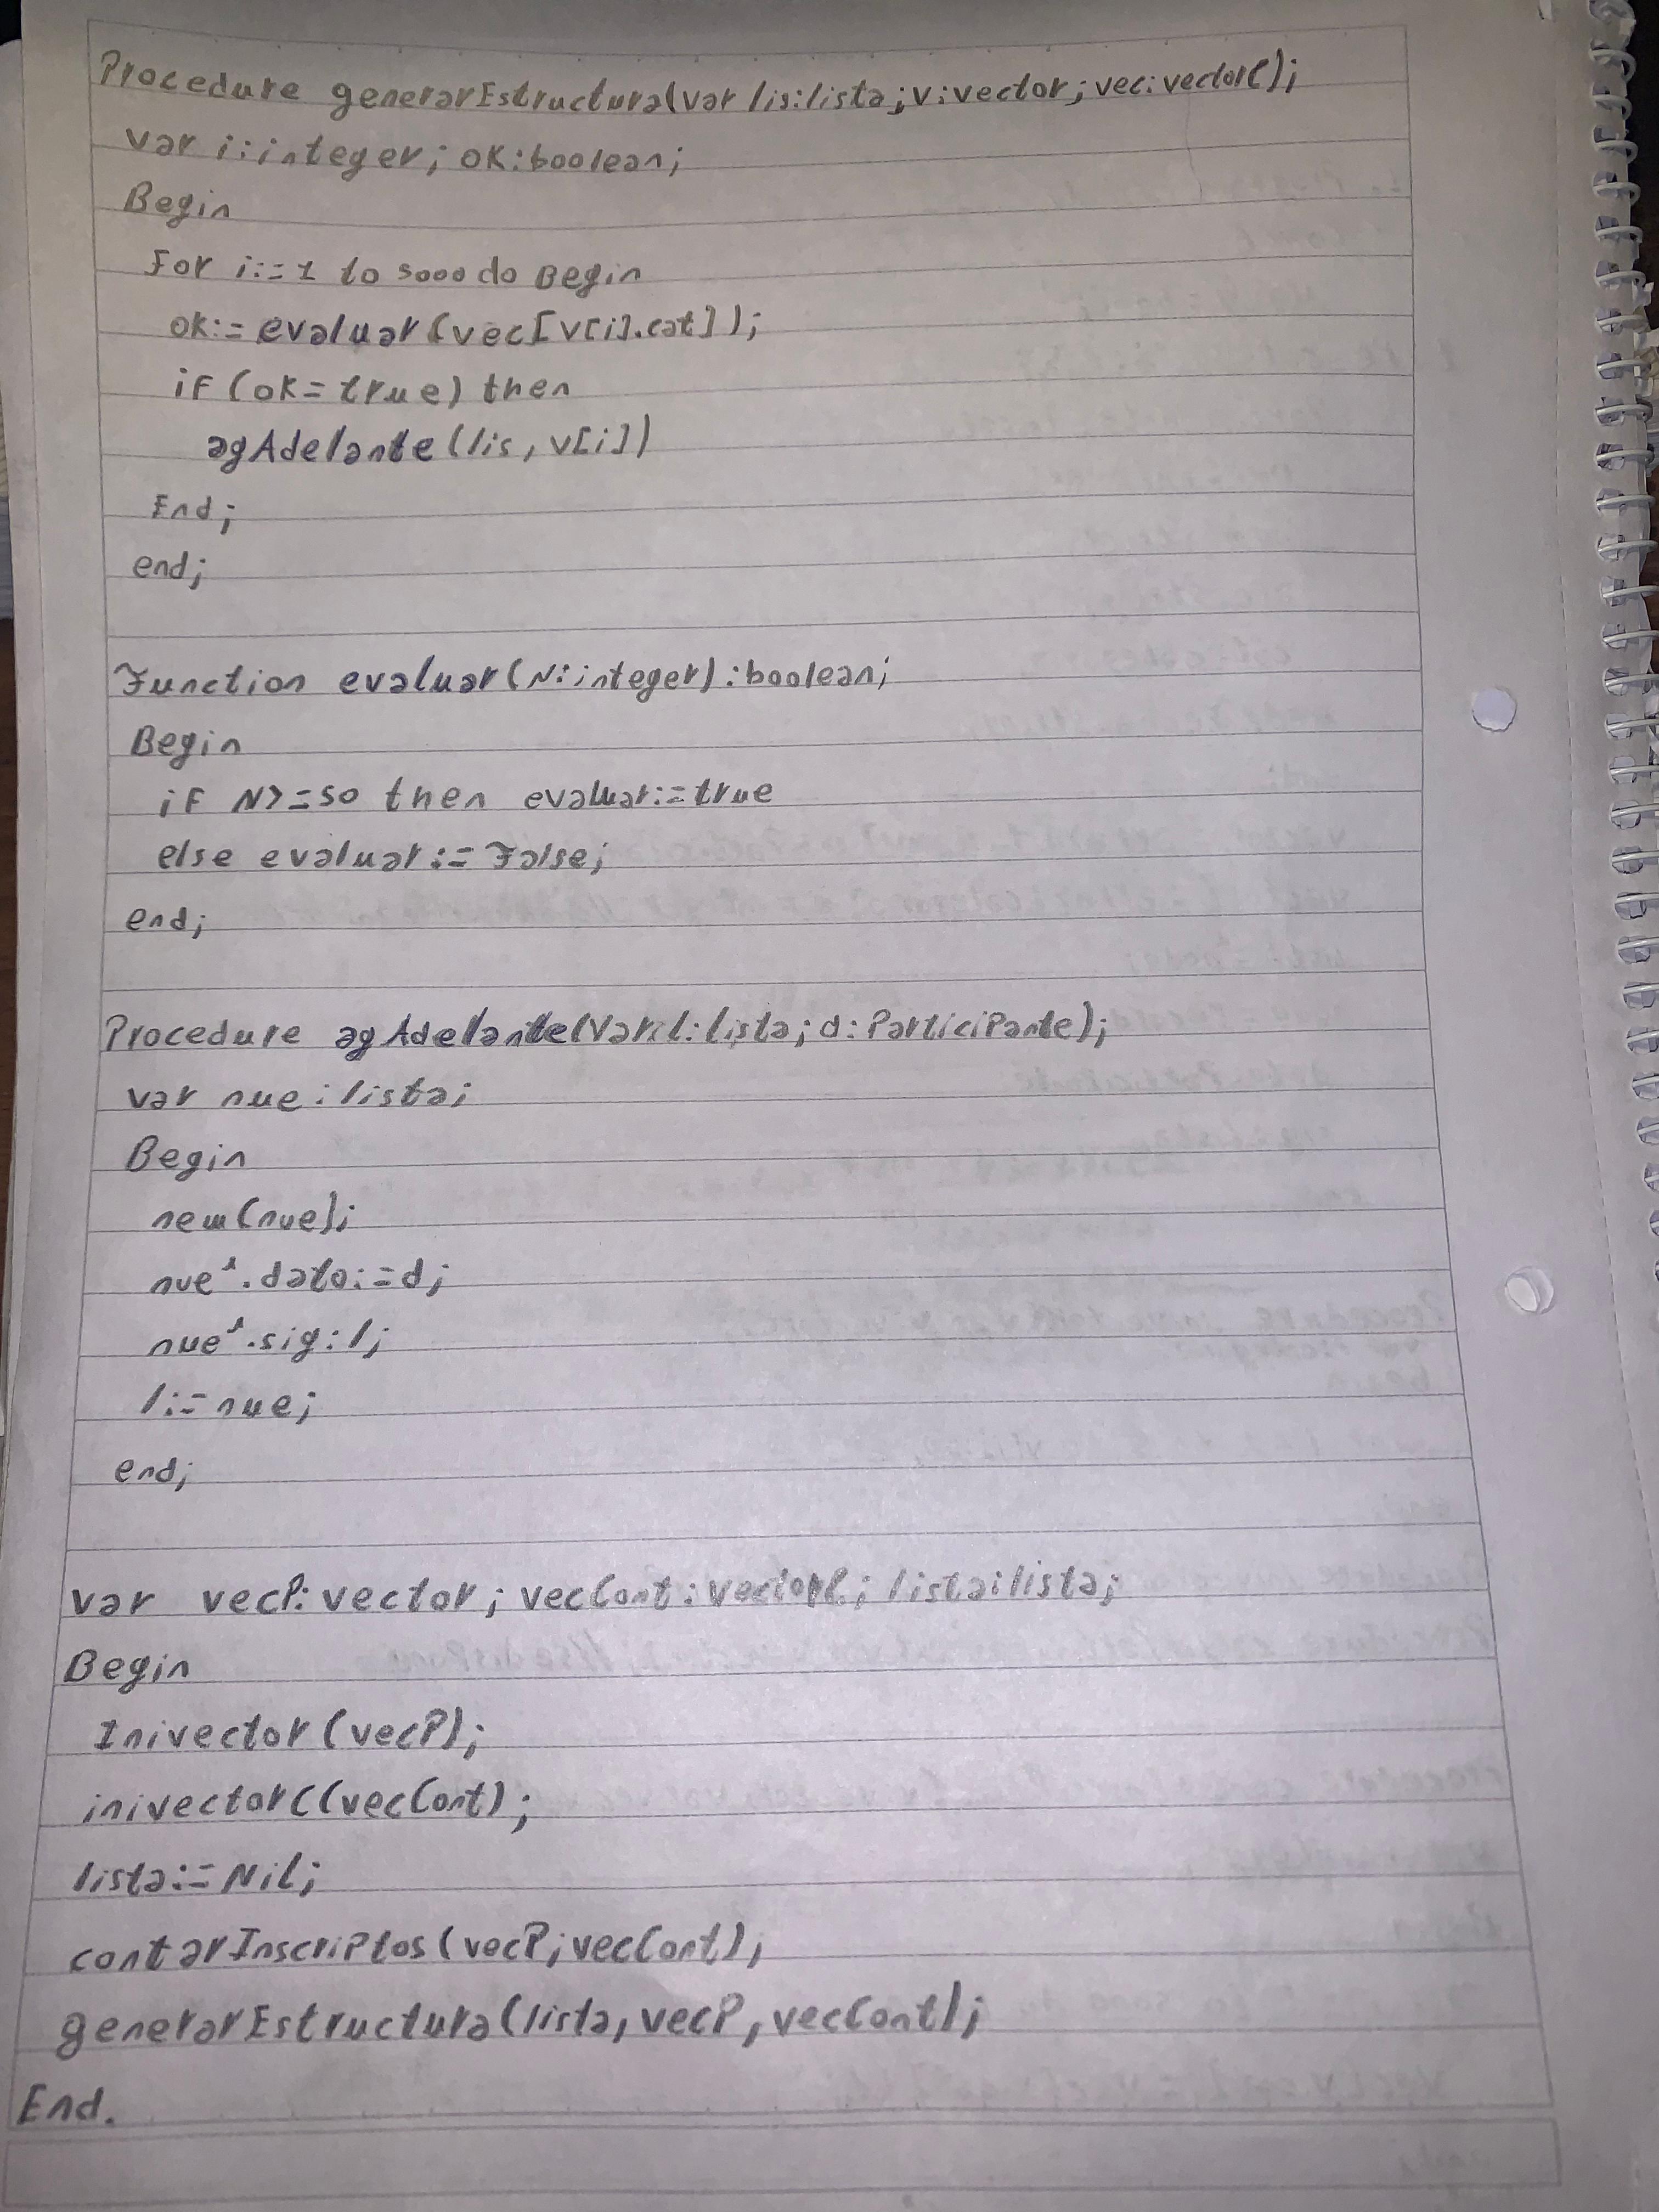 Procedure generarEstructura(var lis:lista;v:vector;vec:vectorC);
var i:integer; ok:boolean;
Begin
For i:=1 to 5000 do Begin
ok:= evaluar(vec[v[i].cat]);
if (ok=true) then
agAdelante(lis, v[i])
End;
end;
Function evaluar(N:integer):boolean;
Begin
if N>=50 then evaluar:=true
else evaluar:=False;
end;
Procedure agAdelante(Var l:lista; d:Participante);
var nue:lista;
Begin
new(nue);
nue^.dato:=d;
nue^.sig:l;
l:=nue;
end;
var vecP:vector; vecCont:vectorC; lista:lista;
Begin
Inivector(vecP);
inivectorC(vecCont);
lista:=Nil;
contarInscriptos(vecP;vecCont);
generarEstructura(lista,vecP,vecCont);
End.